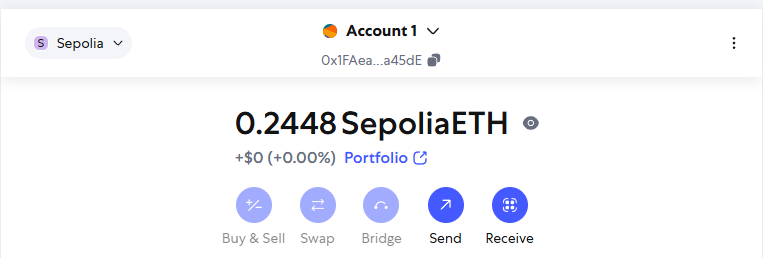 S Sepolia
Account 1
0x1FAea...a45dE
0.2448 SepoliaETH
+$0 (+0.00%) Portfolio
Buy & Sell Swap Bridge Send Receive